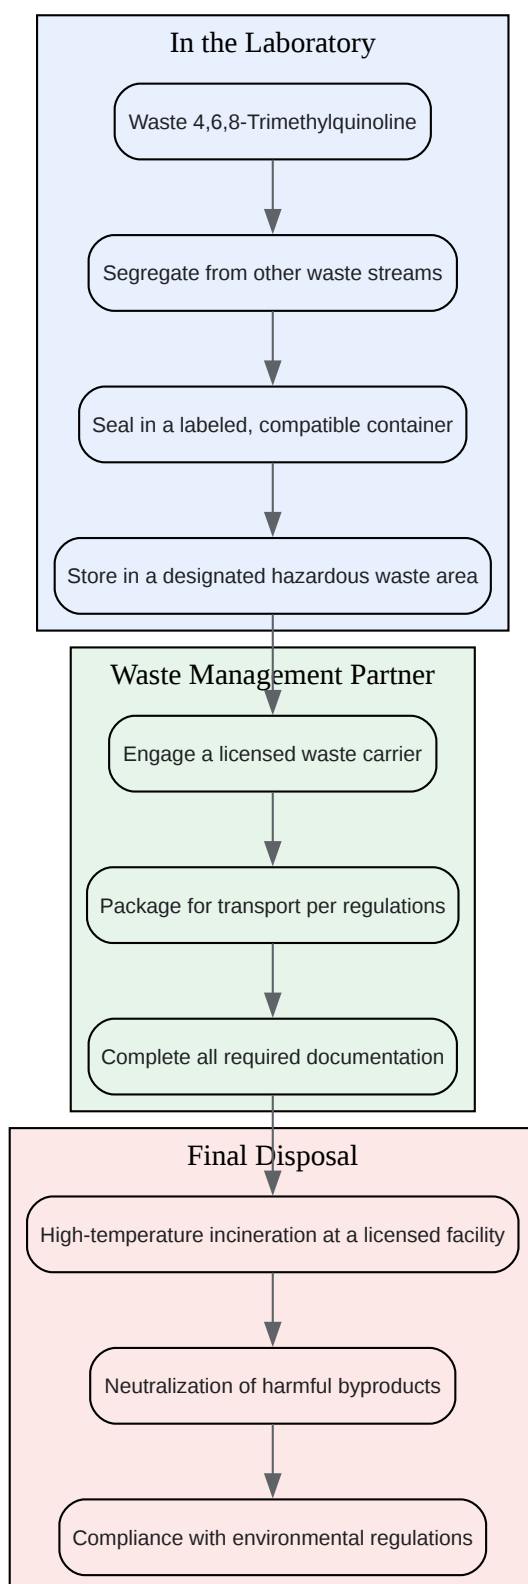 In the Laboratory
Waste 4,6,8-Trimethylquinoline
Segregate from other waste streams
Seal in a labeled, compatible container
Store in a designated hazardous waste area
Waste Management Partner
Engage a licensed waste carrier
Package for transport per regulations
Complete all required documentation
Final Disposal
High-temperature incineration at a licensed facility
Neutralization of harmful byproducts
Compliance with environmental regulations